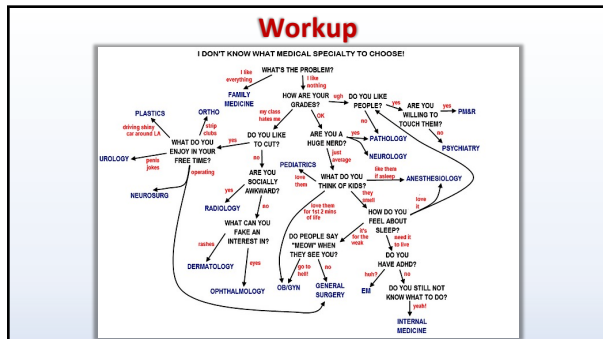 Workup
I DON'T KNOW WHAT MEDICAL SPECIALTY TO CHOOSE!
WHAT'S THE PROBLEM?
I like
everything
I like
nothing
FAMILY
MEDICINE
HOW ARE YOUR
GRADES?
ugh
DO YOU LIKE
PEOPLE?
yes
ARE YOU
WILLING TO
TOUCH THEM?
yes
PM&R
no
PSYCHIATRY
no
PATHOLOGY
PLASTICS
ORTHO
driving shiny
car around LA
strip
clubs
my class
hates me
OK
WHAT DO YOU
ENJOY IN YOUR
FREE TIME?
yes
DO YOU LIKE
TO CUT?
ARE YOU A
HUGE NERD?
yes
NEUROLOGY
UROLOGY
penis
jokes
operating
NEUROSURG
no
just
average
ARE YOU
SOCIALLY
AWKWARD?
PEDIATRICS
love
them
WHAT DO YOU
THINK OF KIDS?
like them
if asleep
ANESTHESIOLOGY
yes
RADIOLOGY
no
love them
for 1st 2 mins
of life
they
smell
love it
HOW DO YOU
FEEL ABOUT
SLEEP?
WHAT CAN YOU
FAKE AN
INTEREST IN?
DO PEOPLE SAY
"MEOW" WHEN
THEY SEE YOU?
it's
for the
weak
need it
to live
DO YOU
HAVE ADHD?
rashes
DERMATOLOGY
eyes
OPHTHALMOLOGY
go to
hell!
no
OB/GYN
GENERAL
SURGERY
huh?
EM
no
DO YOU STILL NOT
KNOW WHAT TO DO?
yeah!
INTERNAL
MEDICINE